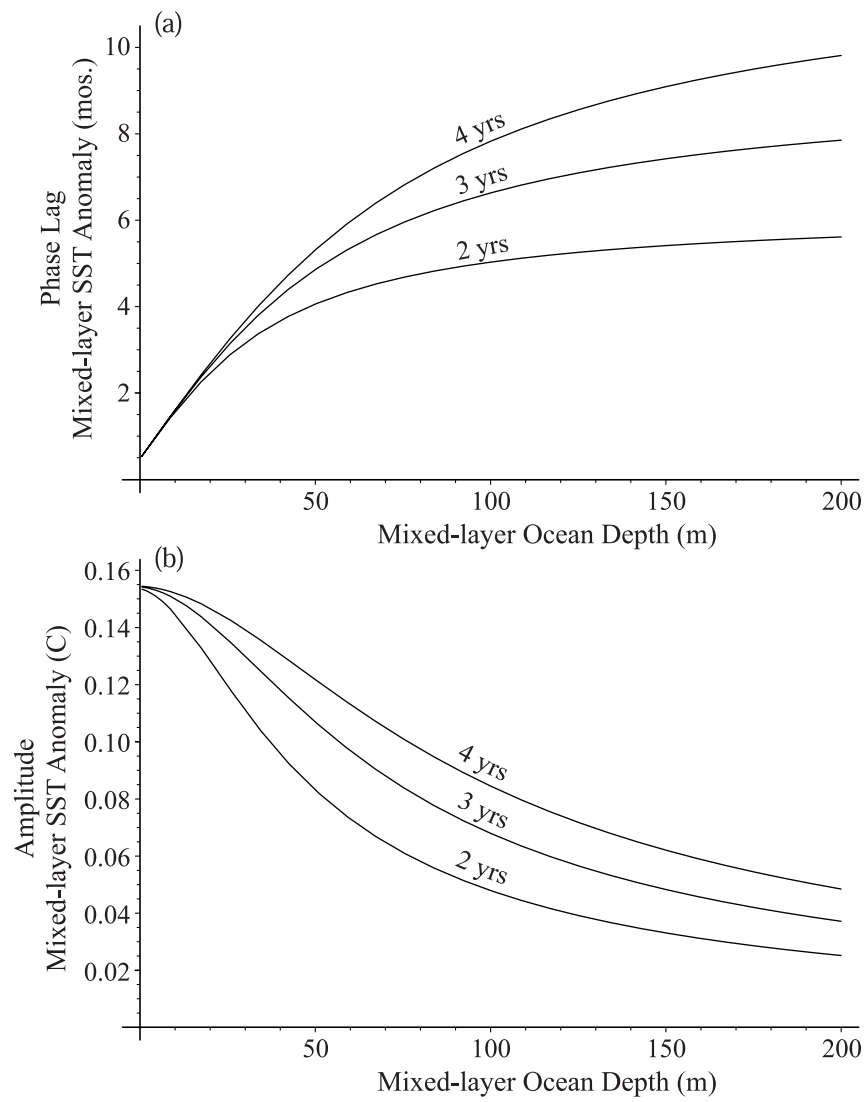 (a)
10
8
6
4
2
Phase Lag
Mixed-layer SST Anomaly (mos.)
4 yrs
3 yrs
2 yrs
50 100 150 200
Mixed-layer Ocean Depth (m)
(b)
0.16
0.14
0.12
0.10
0.08
0.06
0.04
0.02
Amplitude
Mixed-layer SST Anomaly (C)
4 yrs
3 yrs
2 yrs
50 100 150 200
Mixed-layer Ocean Depth (m)